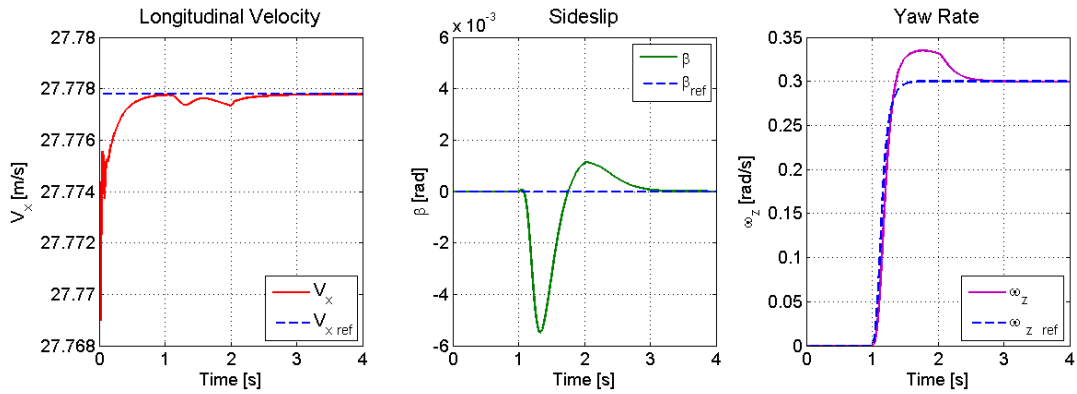 Longitudinal Velocity
27.78
27.778
27.776
27.774
27.772
27.77
27.768
V_x [m/s]
0 1 2 3 4
Time [s]
V_x
V_x ref
Sideslip
x 10^-3
6
4
2
0
-2
-4
-6
β [rad]
0 1 2 3 4
Time [s]
β
β_ref
Yaw Rate
0.35
0.3
0.25
0.2
0.15
0.1
0.05
0
ω_z [rad/s]
0 1 2 3 4
Time [s]
ω_z
ω_z ref